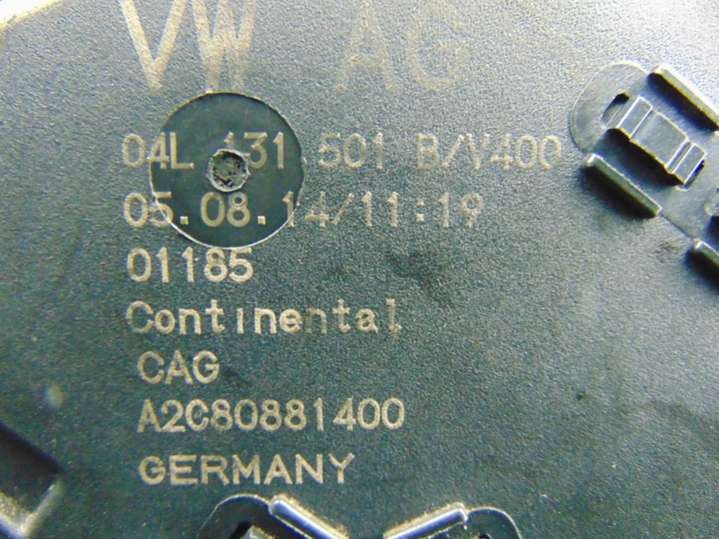 VW AG
04L 131 501 B/V400
05.08.14/11:19
01185
Continental
CAG
A2C80881400
GERMANY